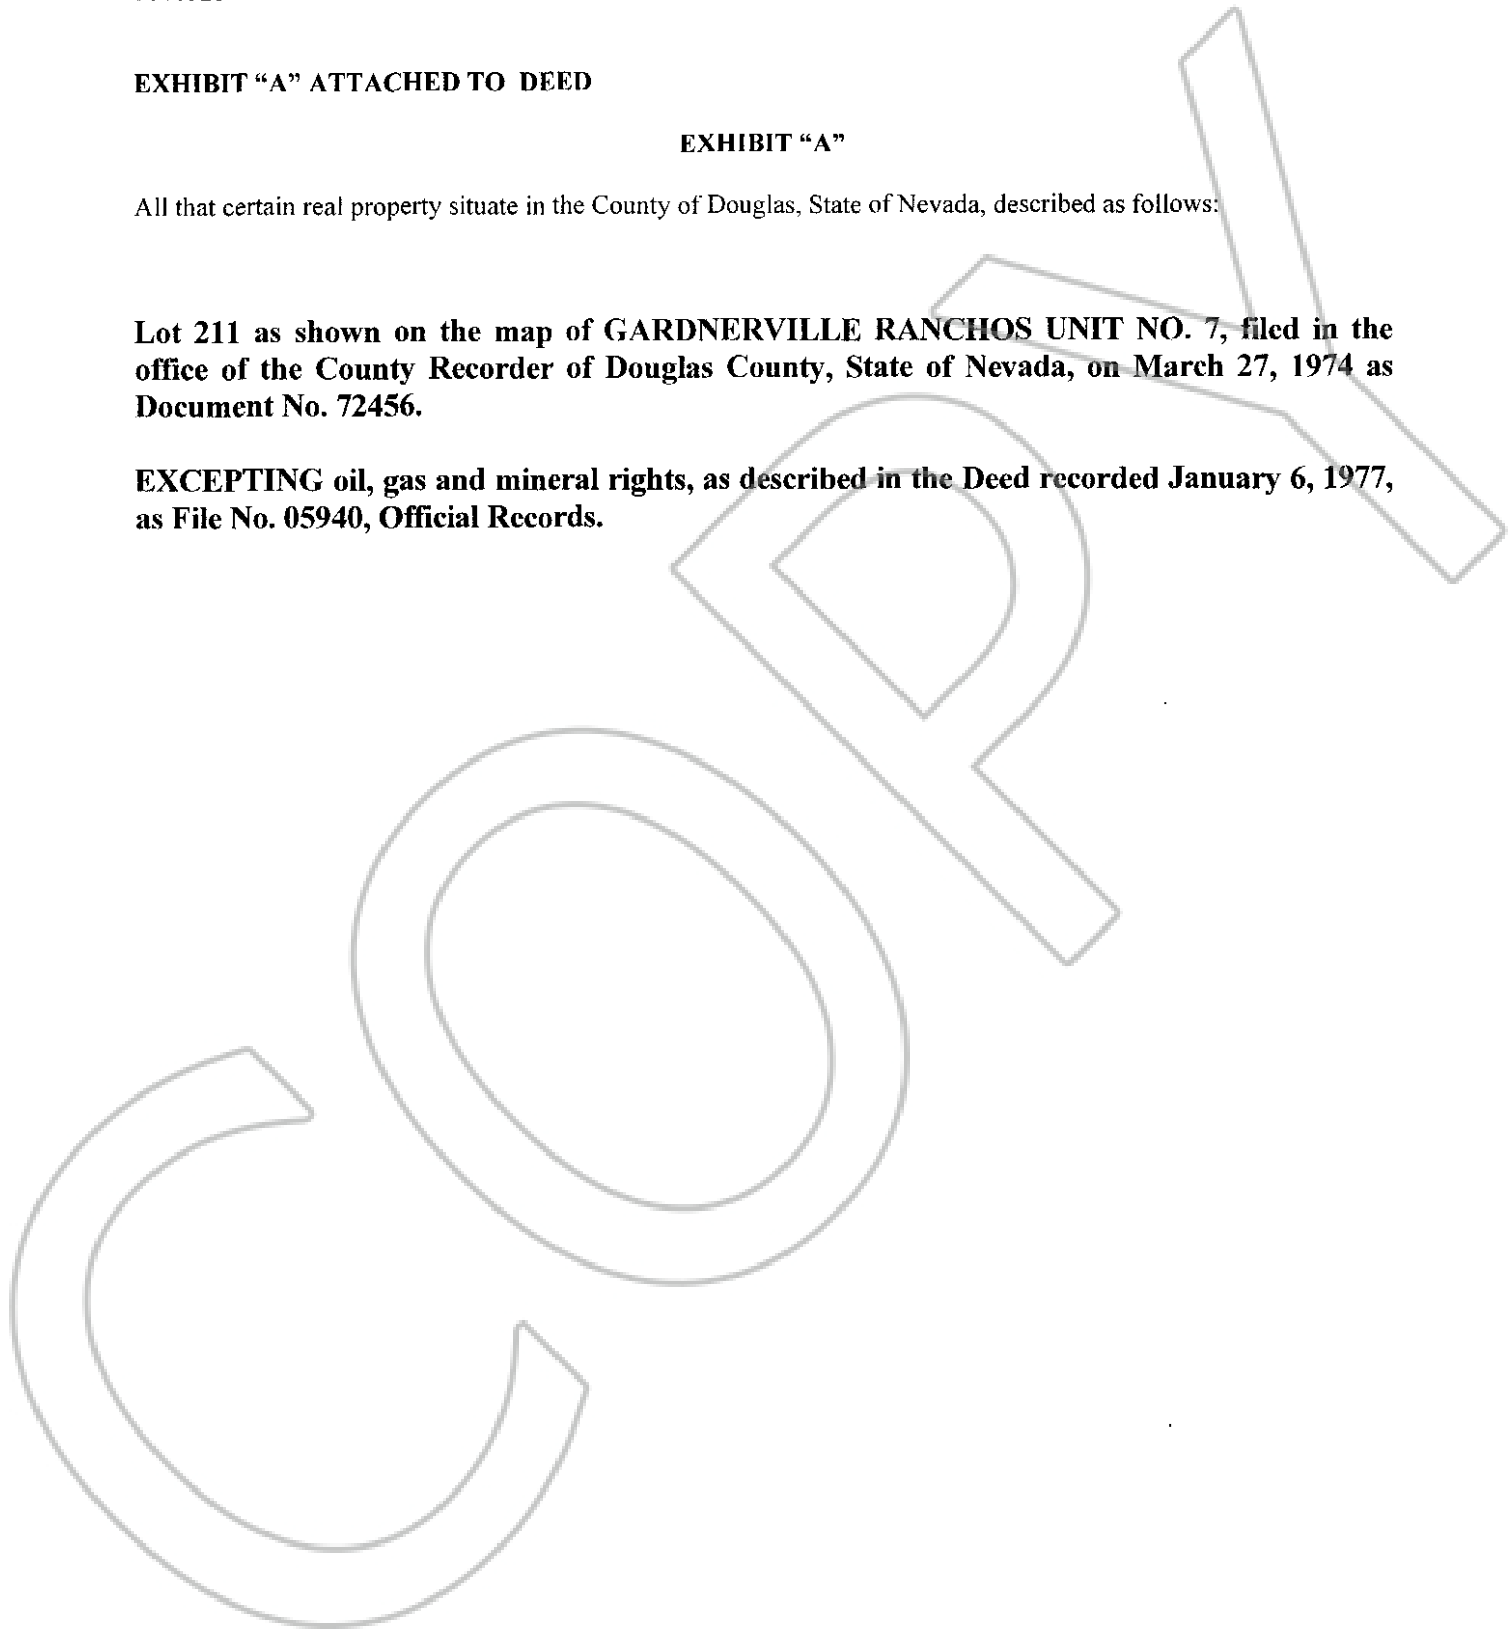 EXHIBIT “A” ATTACHED TO DEED
EXHIBIT “A”
All that certain real property situate in the County of Douglas, State of Nevada, described as follows:
Lot 211 as shown on the map of GARDNERVILLE RANCHOS UNIT NO. 7, filed in the
office of the County Recorder of Douglas County, State of Nevada, on March 27, 1974 as
Document No. 72456.
EXCEPTING oil, gas and mineral rights, as described in the Deed recorded January 6, 1977,
as File No. 05940, Official Records.
COPY